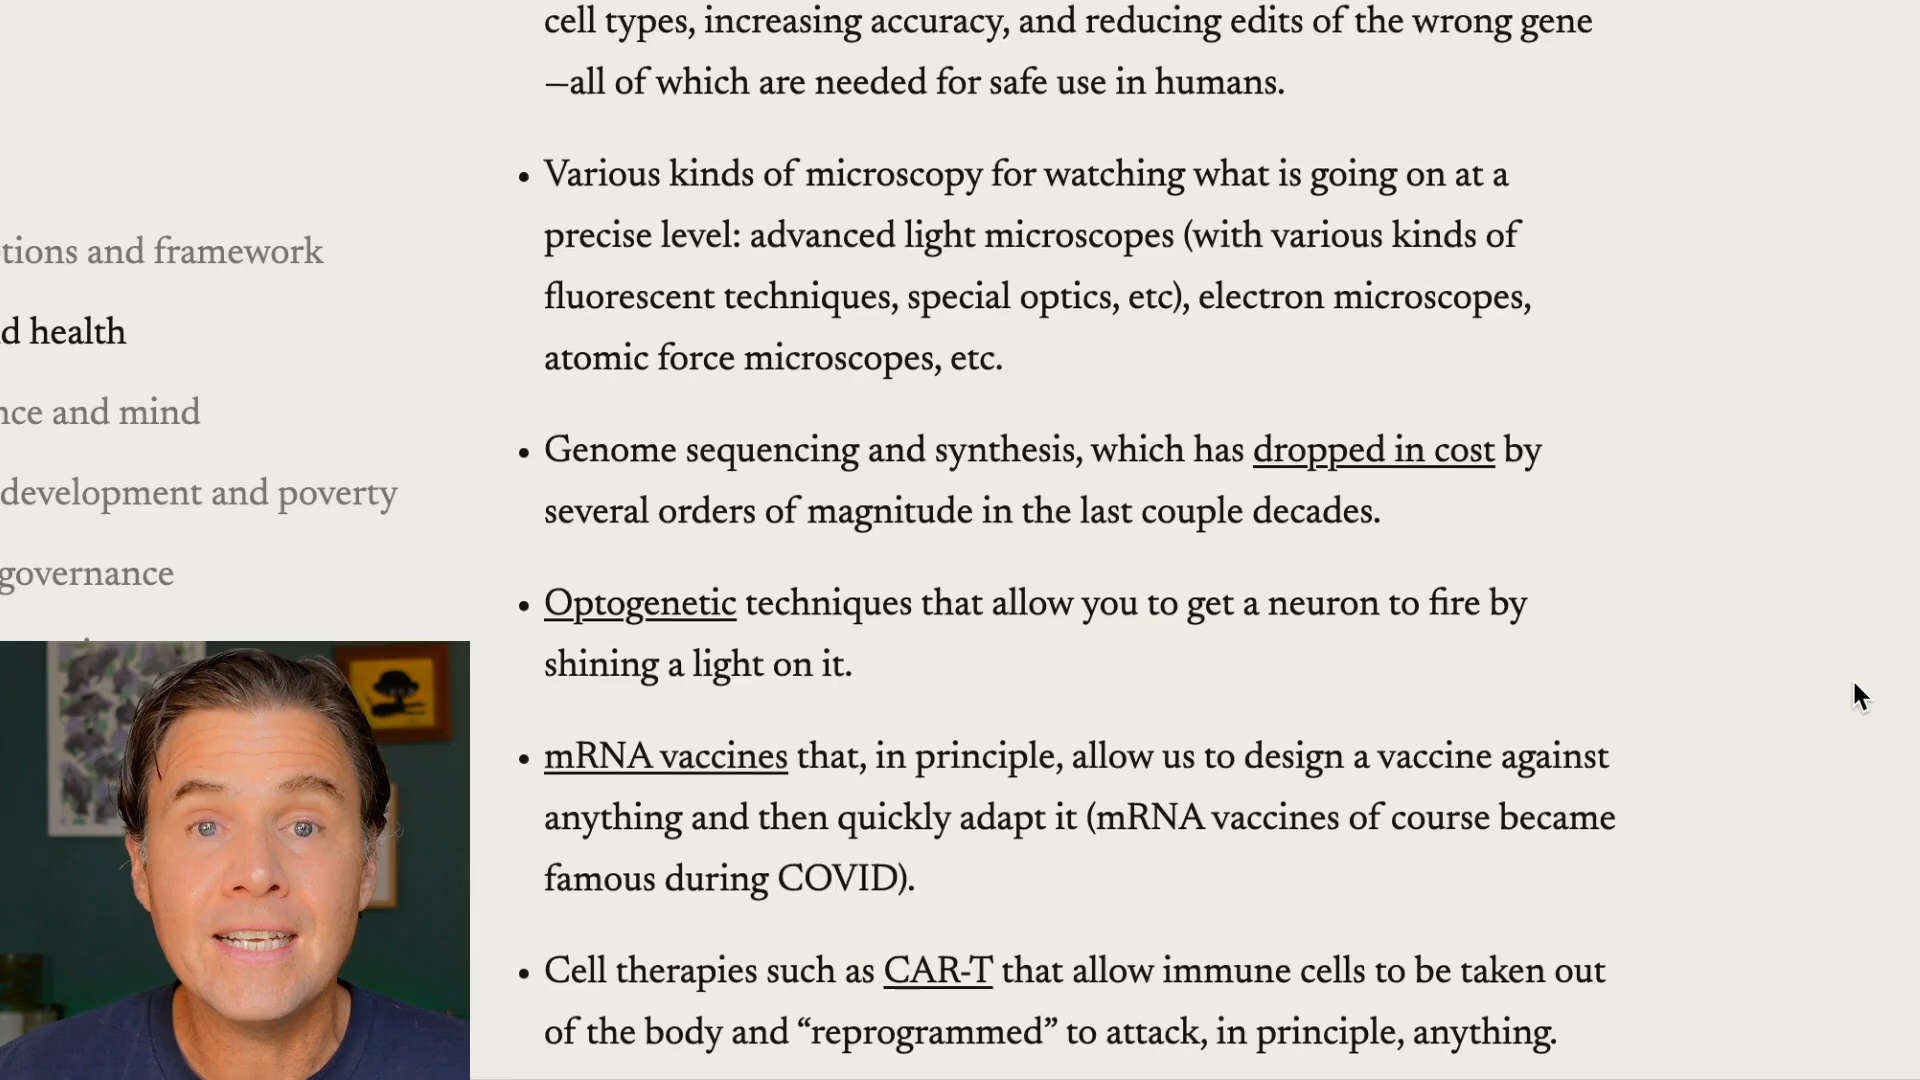 cell types, increasing accuracy, and reducing edits of the wrong gene
—all of which are needed for safe use in humans.
• Various kinds of microscopy for watching what is going on at a
precise level: advanced light microscopes (with various kinds of
fluorescent techniques, special optics, etc), electron microscopes,
atomic force microscopes, etc.
• Genome sequencing and synthesis, which has dropped in cost by
several orders of magnitude in the last couple decades.
• Optogenetic techniques that allow you to get a neuron to fire by
shining a light on it.
• mRNA vaccines that, in principle, allow us to design a vaccine against
anything and then quickly adapt it (mRNA vaccines of course became
famous during COVID).
• Cell therapies such as CAR-T that allow immune cells to be taken out
of the body and “reprogrammed” to attack, in principle, anything.
tions and framework
d health
nce and mind
development and poverty
governance